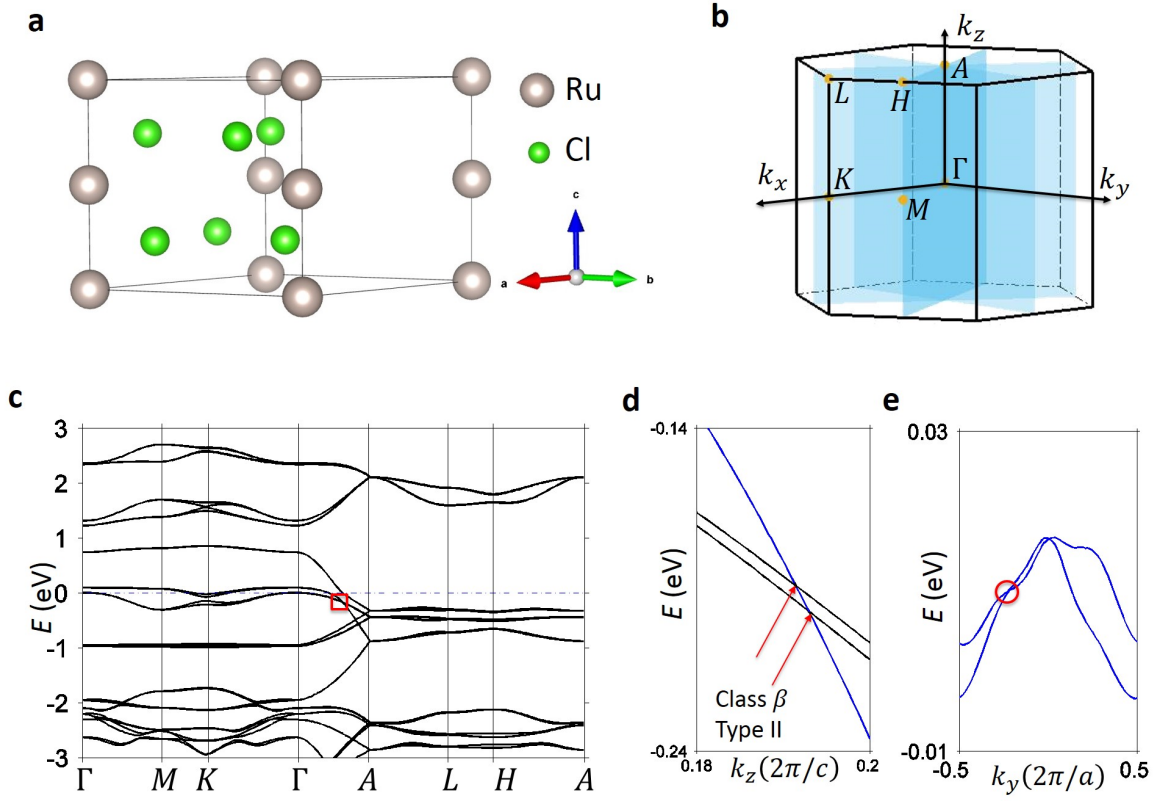 a
Ru
Cl
c
a
b
b
k_z
A
L
H
Γ
k_x
K
k_y
M
c
3
2
1
0
-1
-2
-3
E (eV)
Γ M K Γ A L H A
d
-0.14
E (eV)
Class β
Type II
-0.24
0.18 k_z(2π/c) 0.2
e
0.03
E (eV)
-0.01
-0.5 k_y(2π/a) 0.5